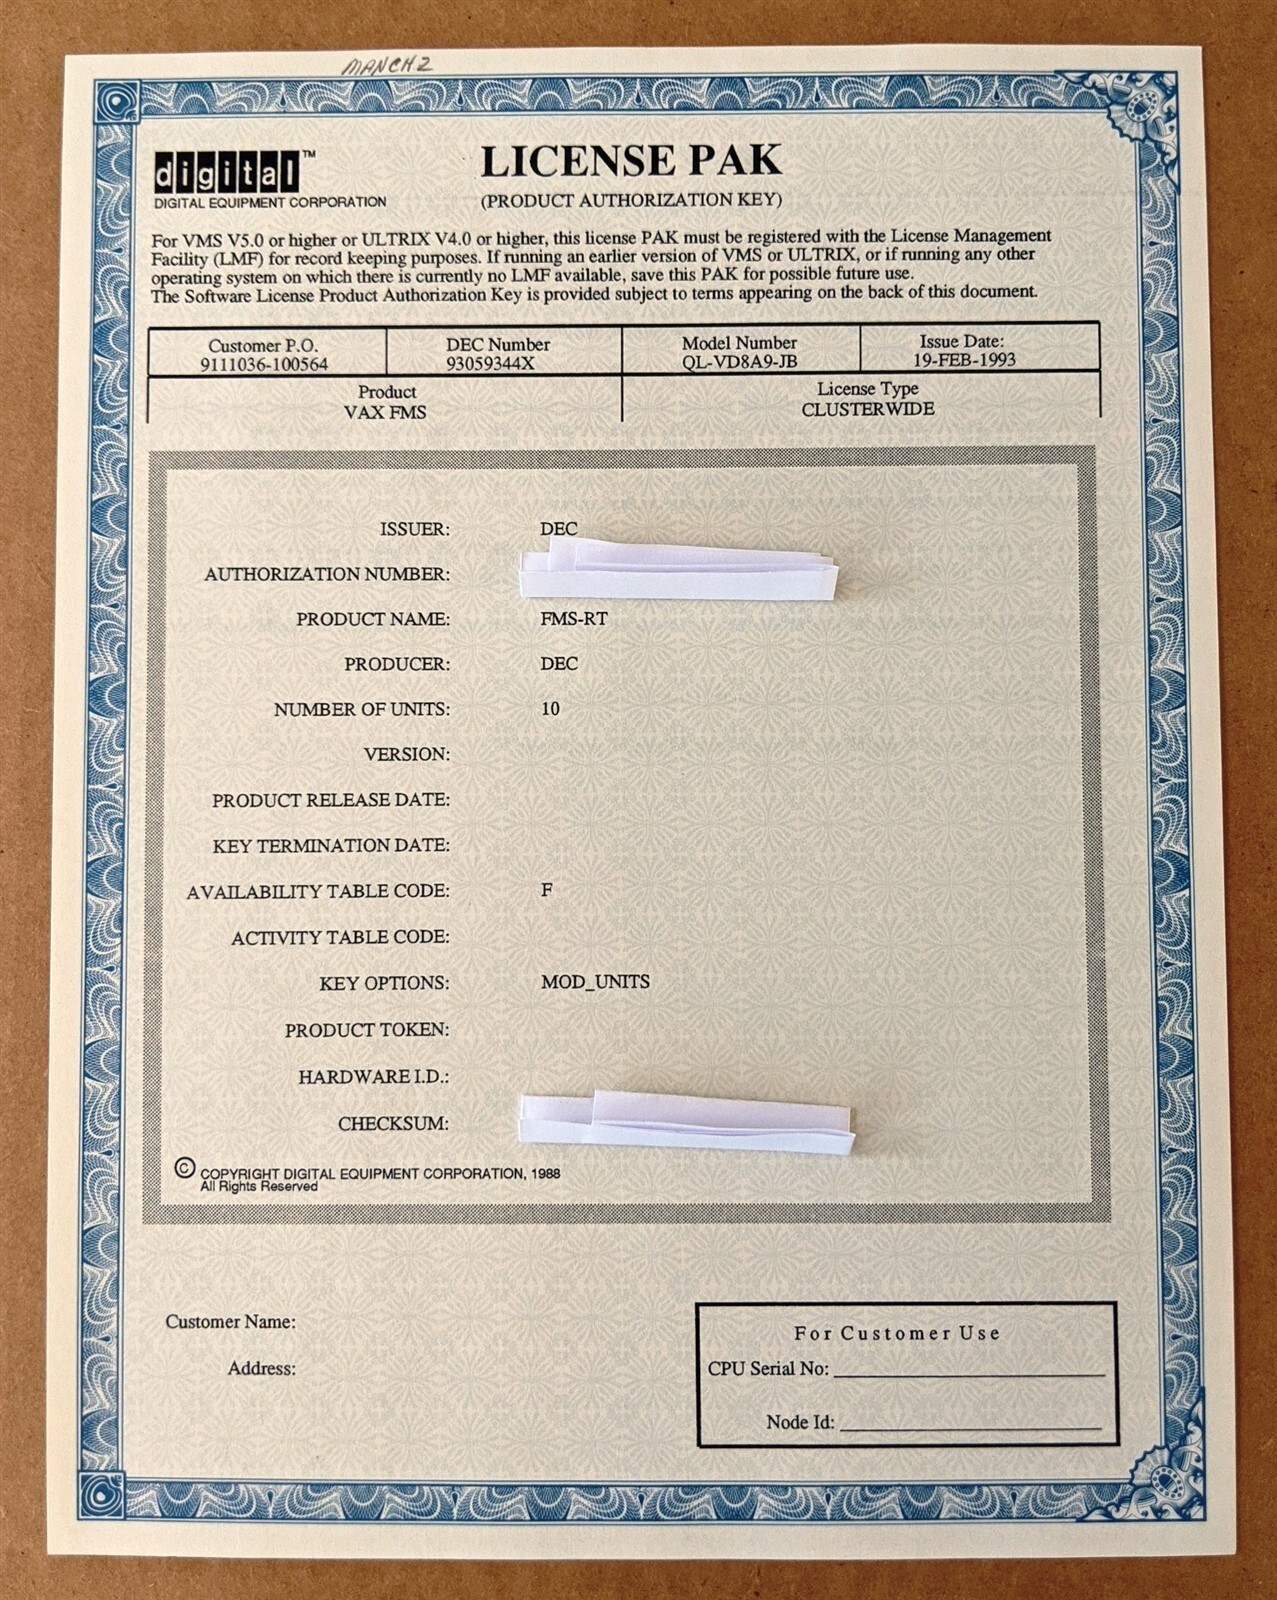 MANCH2
digital™
DIGITAL EQUIPMENT CORPORATION
LICENSE PAK
(PRODUCT AUTHORIZATION KEY)
For VMS V5.0 or higher or ULTRIX V4.0 or higher, this license PAK must be registered with the License Management
Facility (LMF) for record keeping purposes. If running an earlier version of VMS or ULTRIX, or if running any other
operating system on which there is currently no LMF available, save this PAK for possible future use.
The Software License Product Authorization Key is provided subject to terms appearing on the back of this document.
Customer P.O.
9111036-100564
DEC Number
93059344X
Model Number
QL-VD8A9-JB
Issue Date:
19-FEB-1993
Product
VAX FMS
License Type
CLUSTERWIDE
ISSUER: DEC
AUTHORIZATION NUMBER:
PRODUCT NAME: FMS-RT
PRODUCER: DEC
NUMBER OF UNITS: 10
VERSION:
PRODUCT RELEASE DATE:
KEY TERMINATION DATE:
AVAILABILITY TABLE CODE: F
ACTIVITY TABLE CODE:
KEY OPTIONS: MOD_UNITS
PRODUCT TOKEN:
HARDWARE I.D.:
CHECKSUM:
© COPYRIGHT DIGITAL EQUIPMENT CORPORATION, 1988
All Rights Reserved
Customer Name:
Address:
For Customer Use
CPU Serial No:
Node Id: